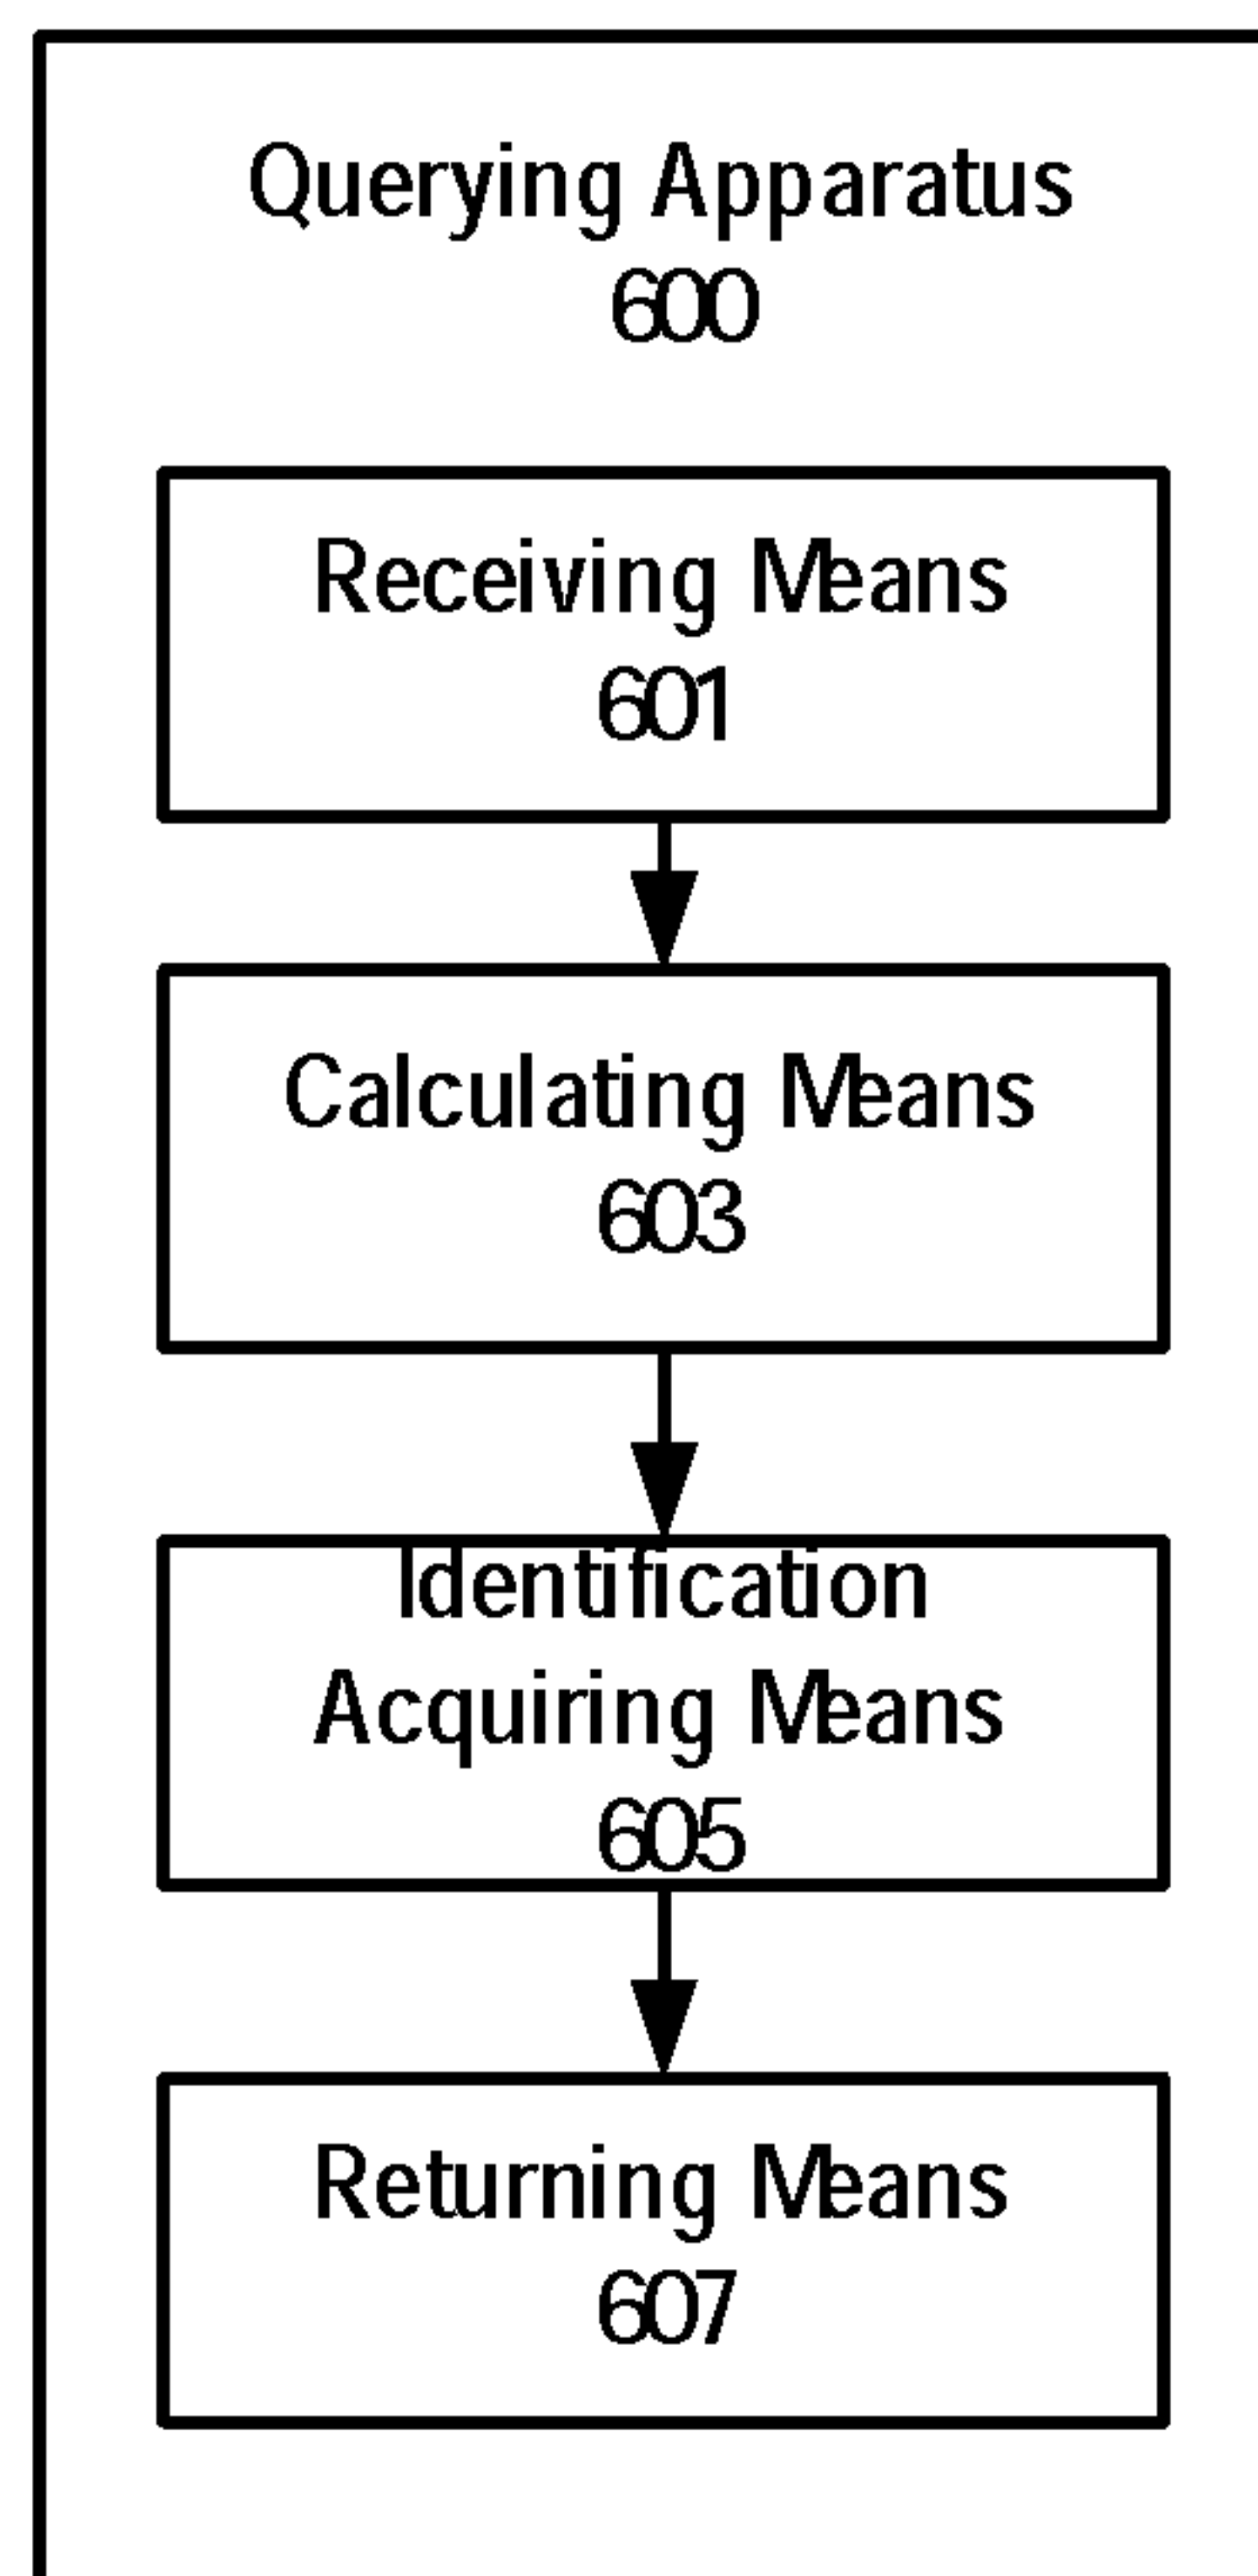 Querying Apparatus
600
Receiving Means
601
Calculating Means
603
Identification
Acquiring Means
605
Returning Means
607